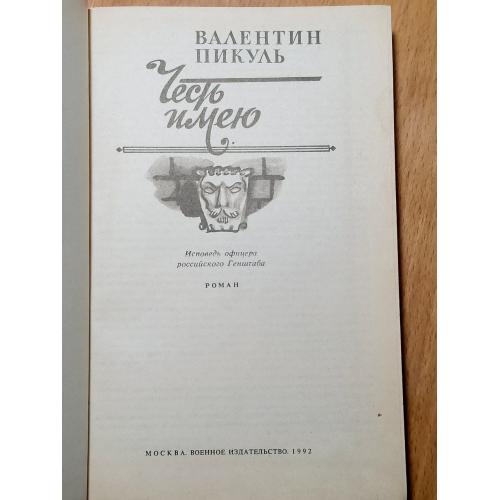 ВАЛЕНТИН
ПИКУЛЬ
Честь
имею
Исповедь офицера
российского Генштаба
РОМАН
МОСКВА. ВОЕННОЕ ИЗДАТЕЛЬСТВО. 1992